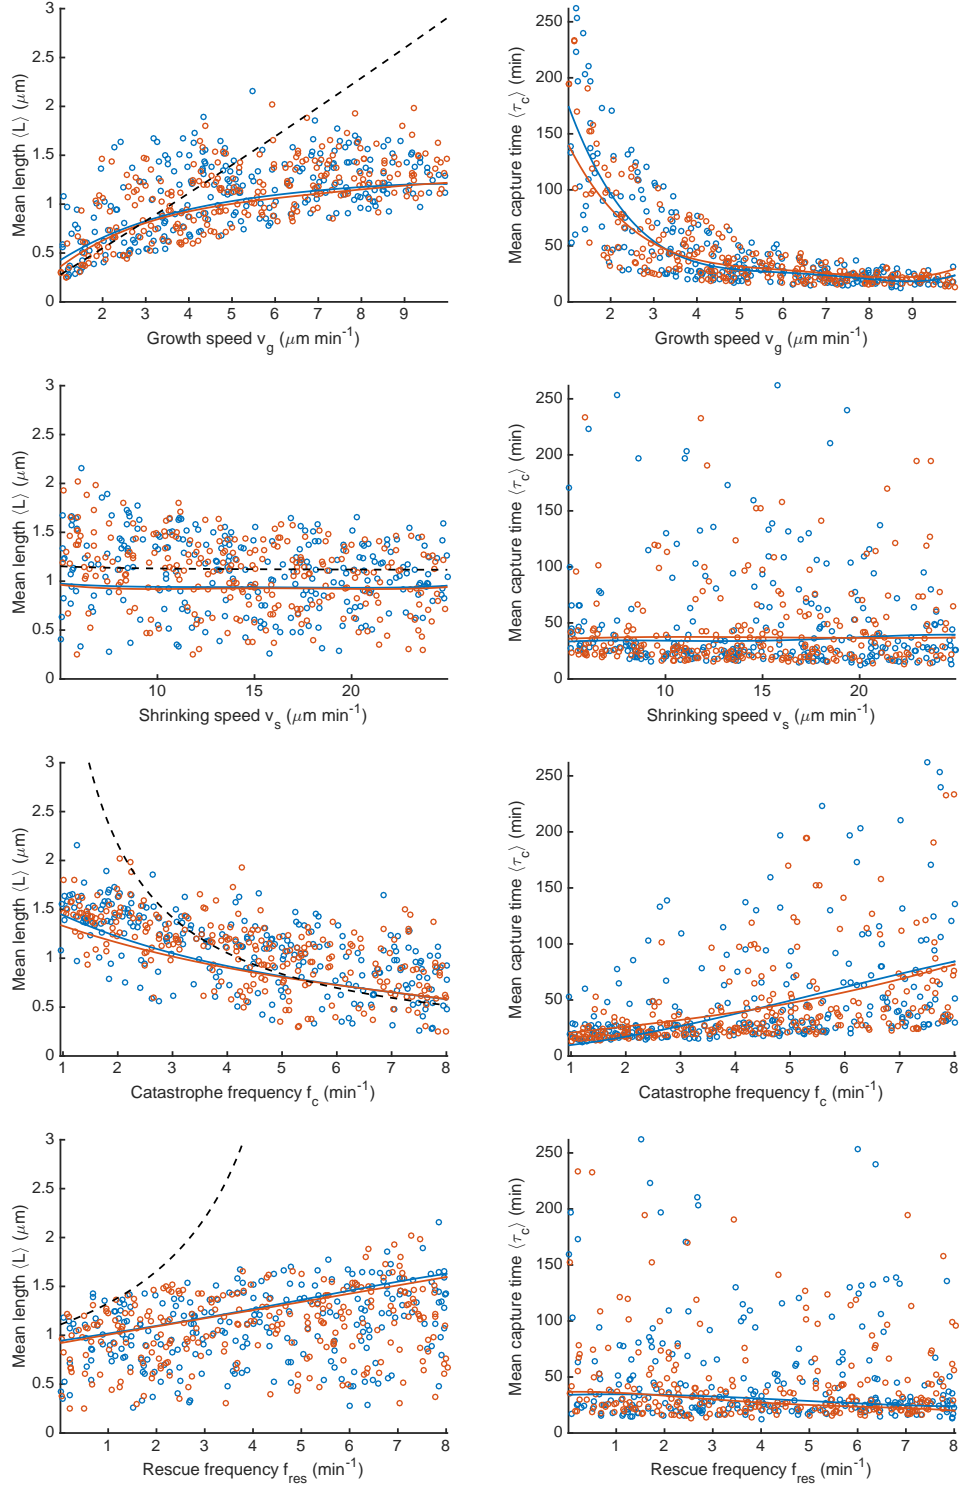 Mean length ⟨L⟩ (μm)
3
2.5
2
1.5
1
0.5
0
2 3 4 5 6 7 8 9
Growth speed v_g (μm min⁻¹)
Mean capture time ⟨τ_c⟩ (min)
250
200
150
100
50
0
2 3 4 5 6 7 8 9
Growth speed v_g (μm min⁻¹)
Mean length ⟨L⟩ (μm)
3
2.5
2
1.5
1
0.5
0
10 15 20
Shrinking speed v_s (μm min⁻¹)
Mean capture time ⟨τ_c⟩ (min)
250
200
150
100
50
0
10 15 20
Shrinking speed v_s (μm min⁻¹)
Mean length ⟨L⟩ (μm)
3
2.5
2
1.5
1
0.5
0
1 2 3 4 5 6 7 8
Catastrophe frequency f_c (min⁻¹)
Mean capture time ⟨τ_c⟩ (min)
250
200
150
100
50
0
1 2 3 4 5 6 7 8
Catastrophe frequency f_c (min⁻¹)
Mean length ⟨L⟩ (μm)
3
2.5
2
1.5
1
0.5
0
1 2 3 4 5 6 7 8
Rescue frequency f_res (min⁻¹)
Mean capture time ⟨τ_c⟩ (min)
250
200
150
100
50
0
1 2 3 4 5 6 7 8
Rescue frequency f_res (min⁻¹)